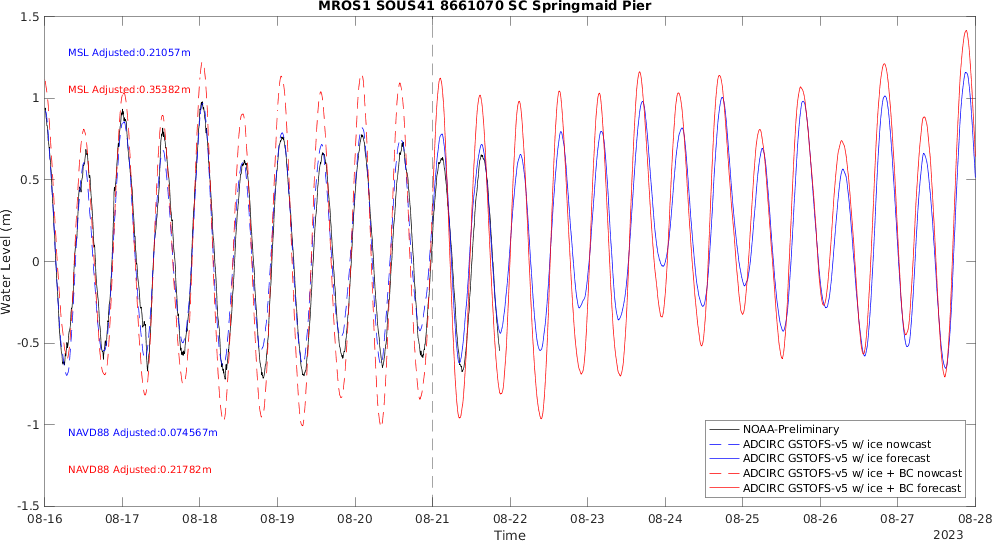 MROS1 SOUS41 8661070 SC Springmaid Pier
1.5
1
0.5
0
-0.5
-1
-1.5
Water Level (m)
MSL Adjusted:0.21057m
MSL Adjusted:0.35382m
NAVD88 Adjusted:0.074567m
NAVD88 Adjusted:0.21782m
NOAA-Preliminary
ADCIRC GSTOFS-v5 w/ ice nowcast
ADCIRC GSTOFS-v5 w/ ice forecast
ADCIRC GSTOFS-v5 w/ ice + BC nowcast
ADCIRC GSTOFS-v5 w/ ice + BC forecast
08-16 08-17 08-18 08-19 08-20 08-21 08-22 08-23 08-24 08-25 08-26 08-27 08-28
Time
2023